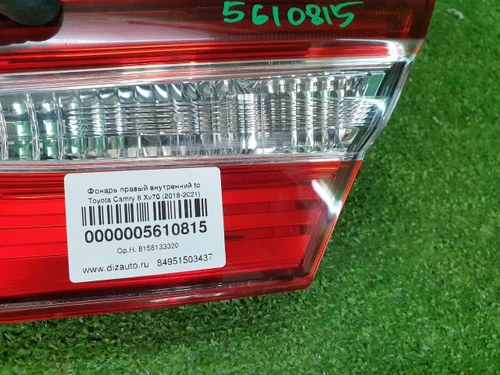 5610815
Фонарь правый внутренний to
Toyota Camry 8 Xv70 (2018-2021)
0000005610815
Ор.Н. 8158133320
www.dizauto.ru 84951503437